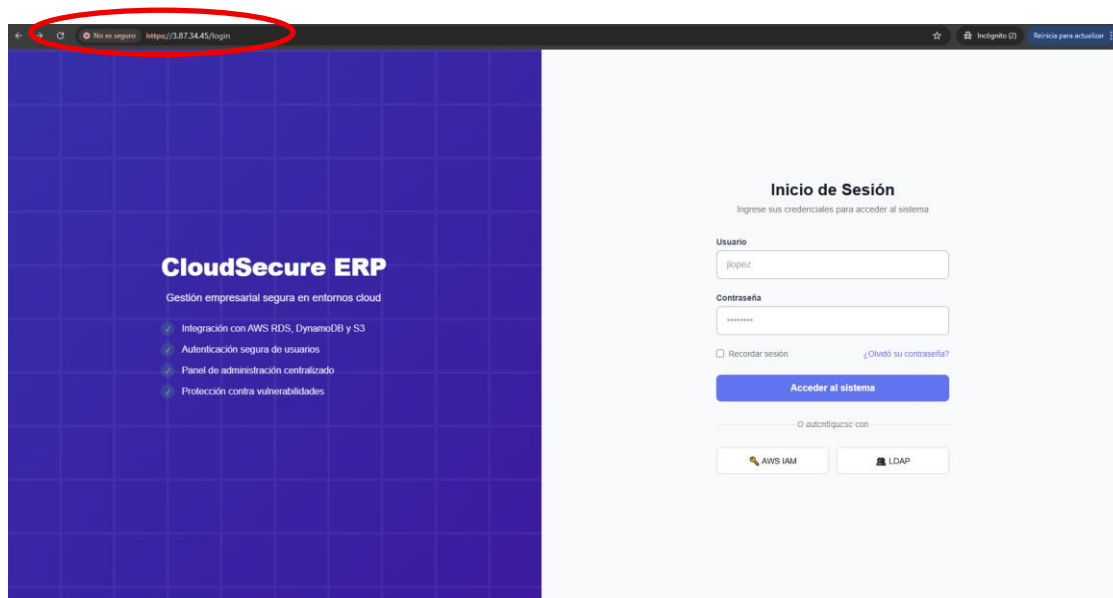 No es seguro https://3.87.34.45/login
Incógnito (2)
Reinicia para actualizar
CloudSecure ERP
Gestión empresarial segura en entornos cloud
Integración con AWS RDS, DynamoDB y S3
Autenticación segura de usuarios
Panel de administración centralizado
Protección contra vulnerabilidades
Inicio de Sesión
Ingrese sus credenciales para acceder al sistema
Usuario
jlopez
Contraseña
••••••••
Recordar sesión
¿Olvidó su contraseña?
Acceder al sistema
O autentíquese con
AWS IAM
LDAP